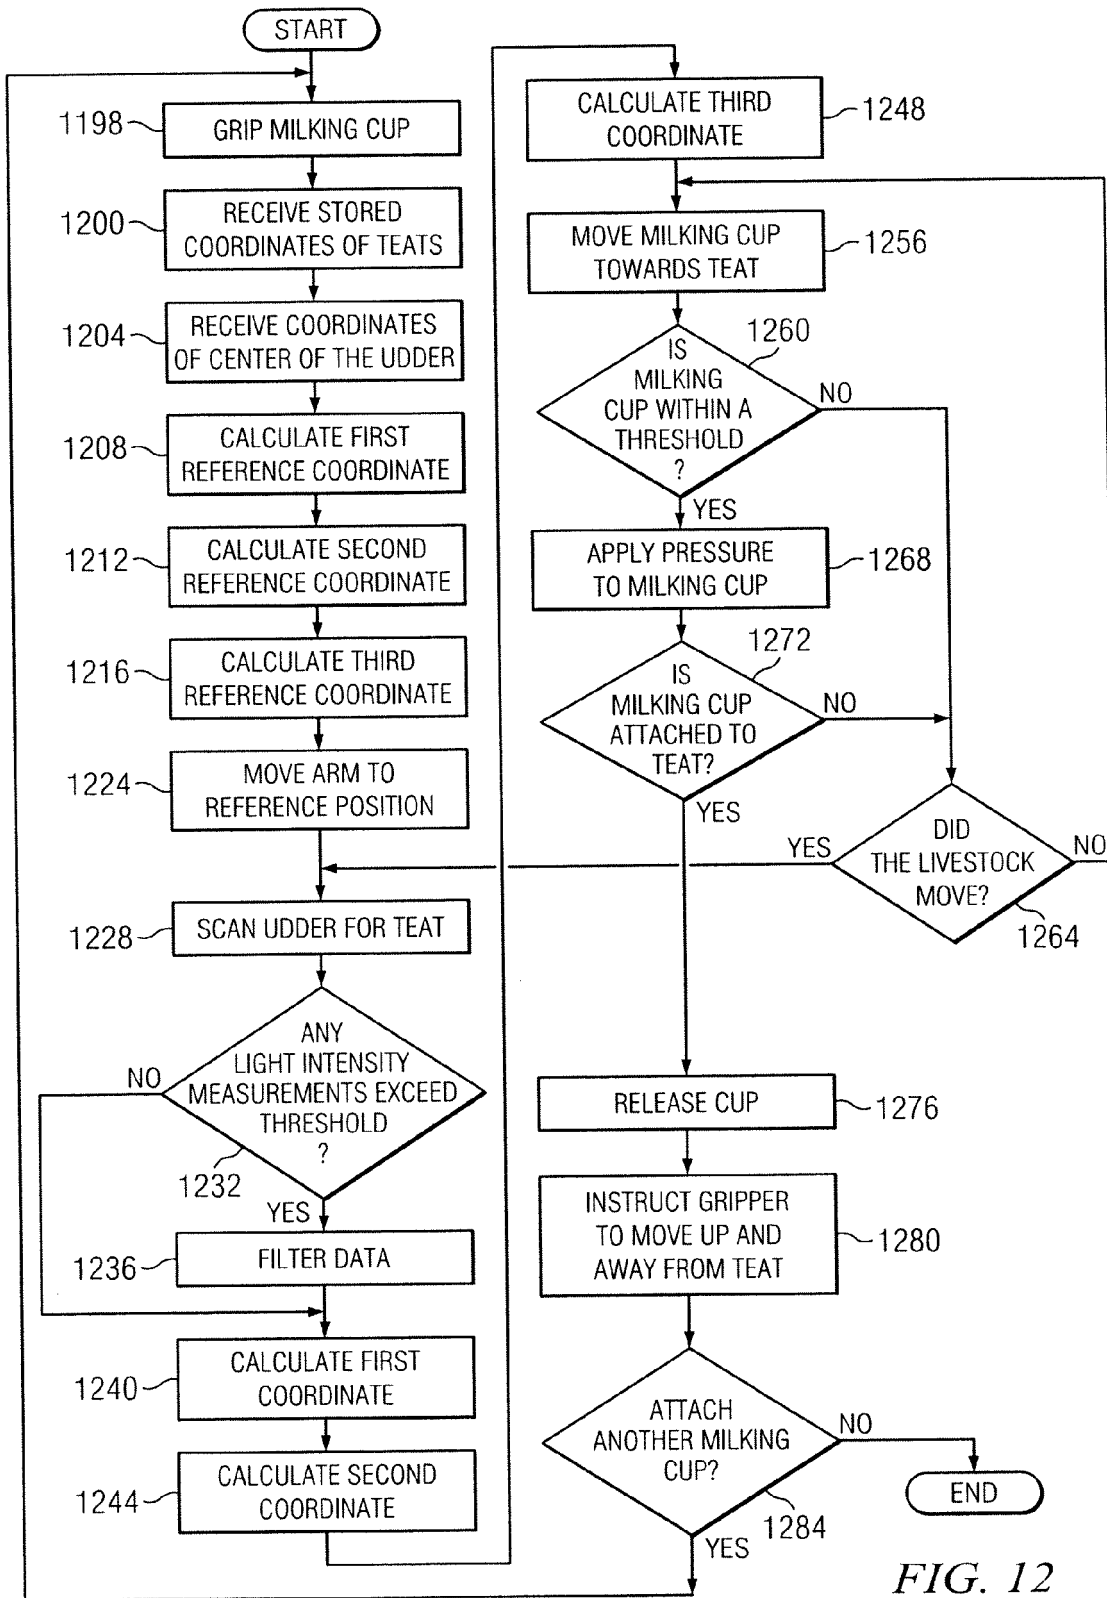 START
1198
GRIP MILKING CUP
1200
RECEIVE STORED
COORDINATES OF TEATS
1204
RECEIVE COORDINATES
OF CENTER OF THE UDDER
1208
CALCULATE FIRST
REFERENCE COORDINATE
1212
CALCULATE SECOND
REFERENCE COORDINATE
1216
CALCULATE THIRD
REFERENCE COORDINATE
1224
MOVE ARM TO
REFERENCE POSITION
1228
SCAN UDDER FOR TEAT
ANY
LIGHT INTENSITY
MEASUREMENTS EXCEED
THRESHOLD
?
NO
1232
YES
1236
FILTER DATA
1240
CALCULATE FIRST
COORDINATE
1244
CALCULATE SECOND
COORDINATE
CALCULATE THIRD
COORDINATE
1248
MOVE MILKING CUP
TOWARDS TEAT
1256
IS
MILKING
CUP WITHIN A
THRESHOLD
?
1260
NO
YES
APPLY PRESSURE
TO MILKING CUP
1268
IS
MILKING CUP
ATTACHED TO
TEAT?
1272
NO
YES
DID
THE LIVESTOCK
MOVE?
YES
NO
1264
RELEASE CUP
1276
INSTRUCT GRIPPER
TO MOVE UP AND
AWAY FROM TEAT
1280
ATTACH
ANOTHER MILKING
CUP?
NO
1284
YES
END
FIG. 12